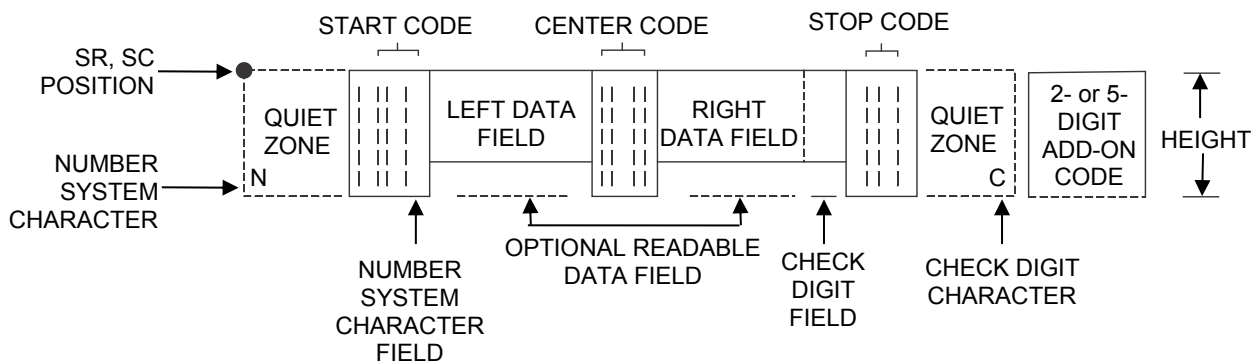 START CODE
CENTER CODE
STOP CODE
SR, SC
POSITION
QUIET
ZONE
LEFT DATA
FIELD
RIGHT
DATA FIELD
QUIET
ZONE
2- or 5-
DIGIT
ADD-ON
CODE
HEIGHT
NUMBER
SYSTEM
CHARACTER
N
C
OPTIONAL READABLE
DATA FIELD
NUMBER
SYSTEM
CHARACTER
FIELD
CHECK
DIGIT
FIELD
CHECK DIGIT
CHARACTER